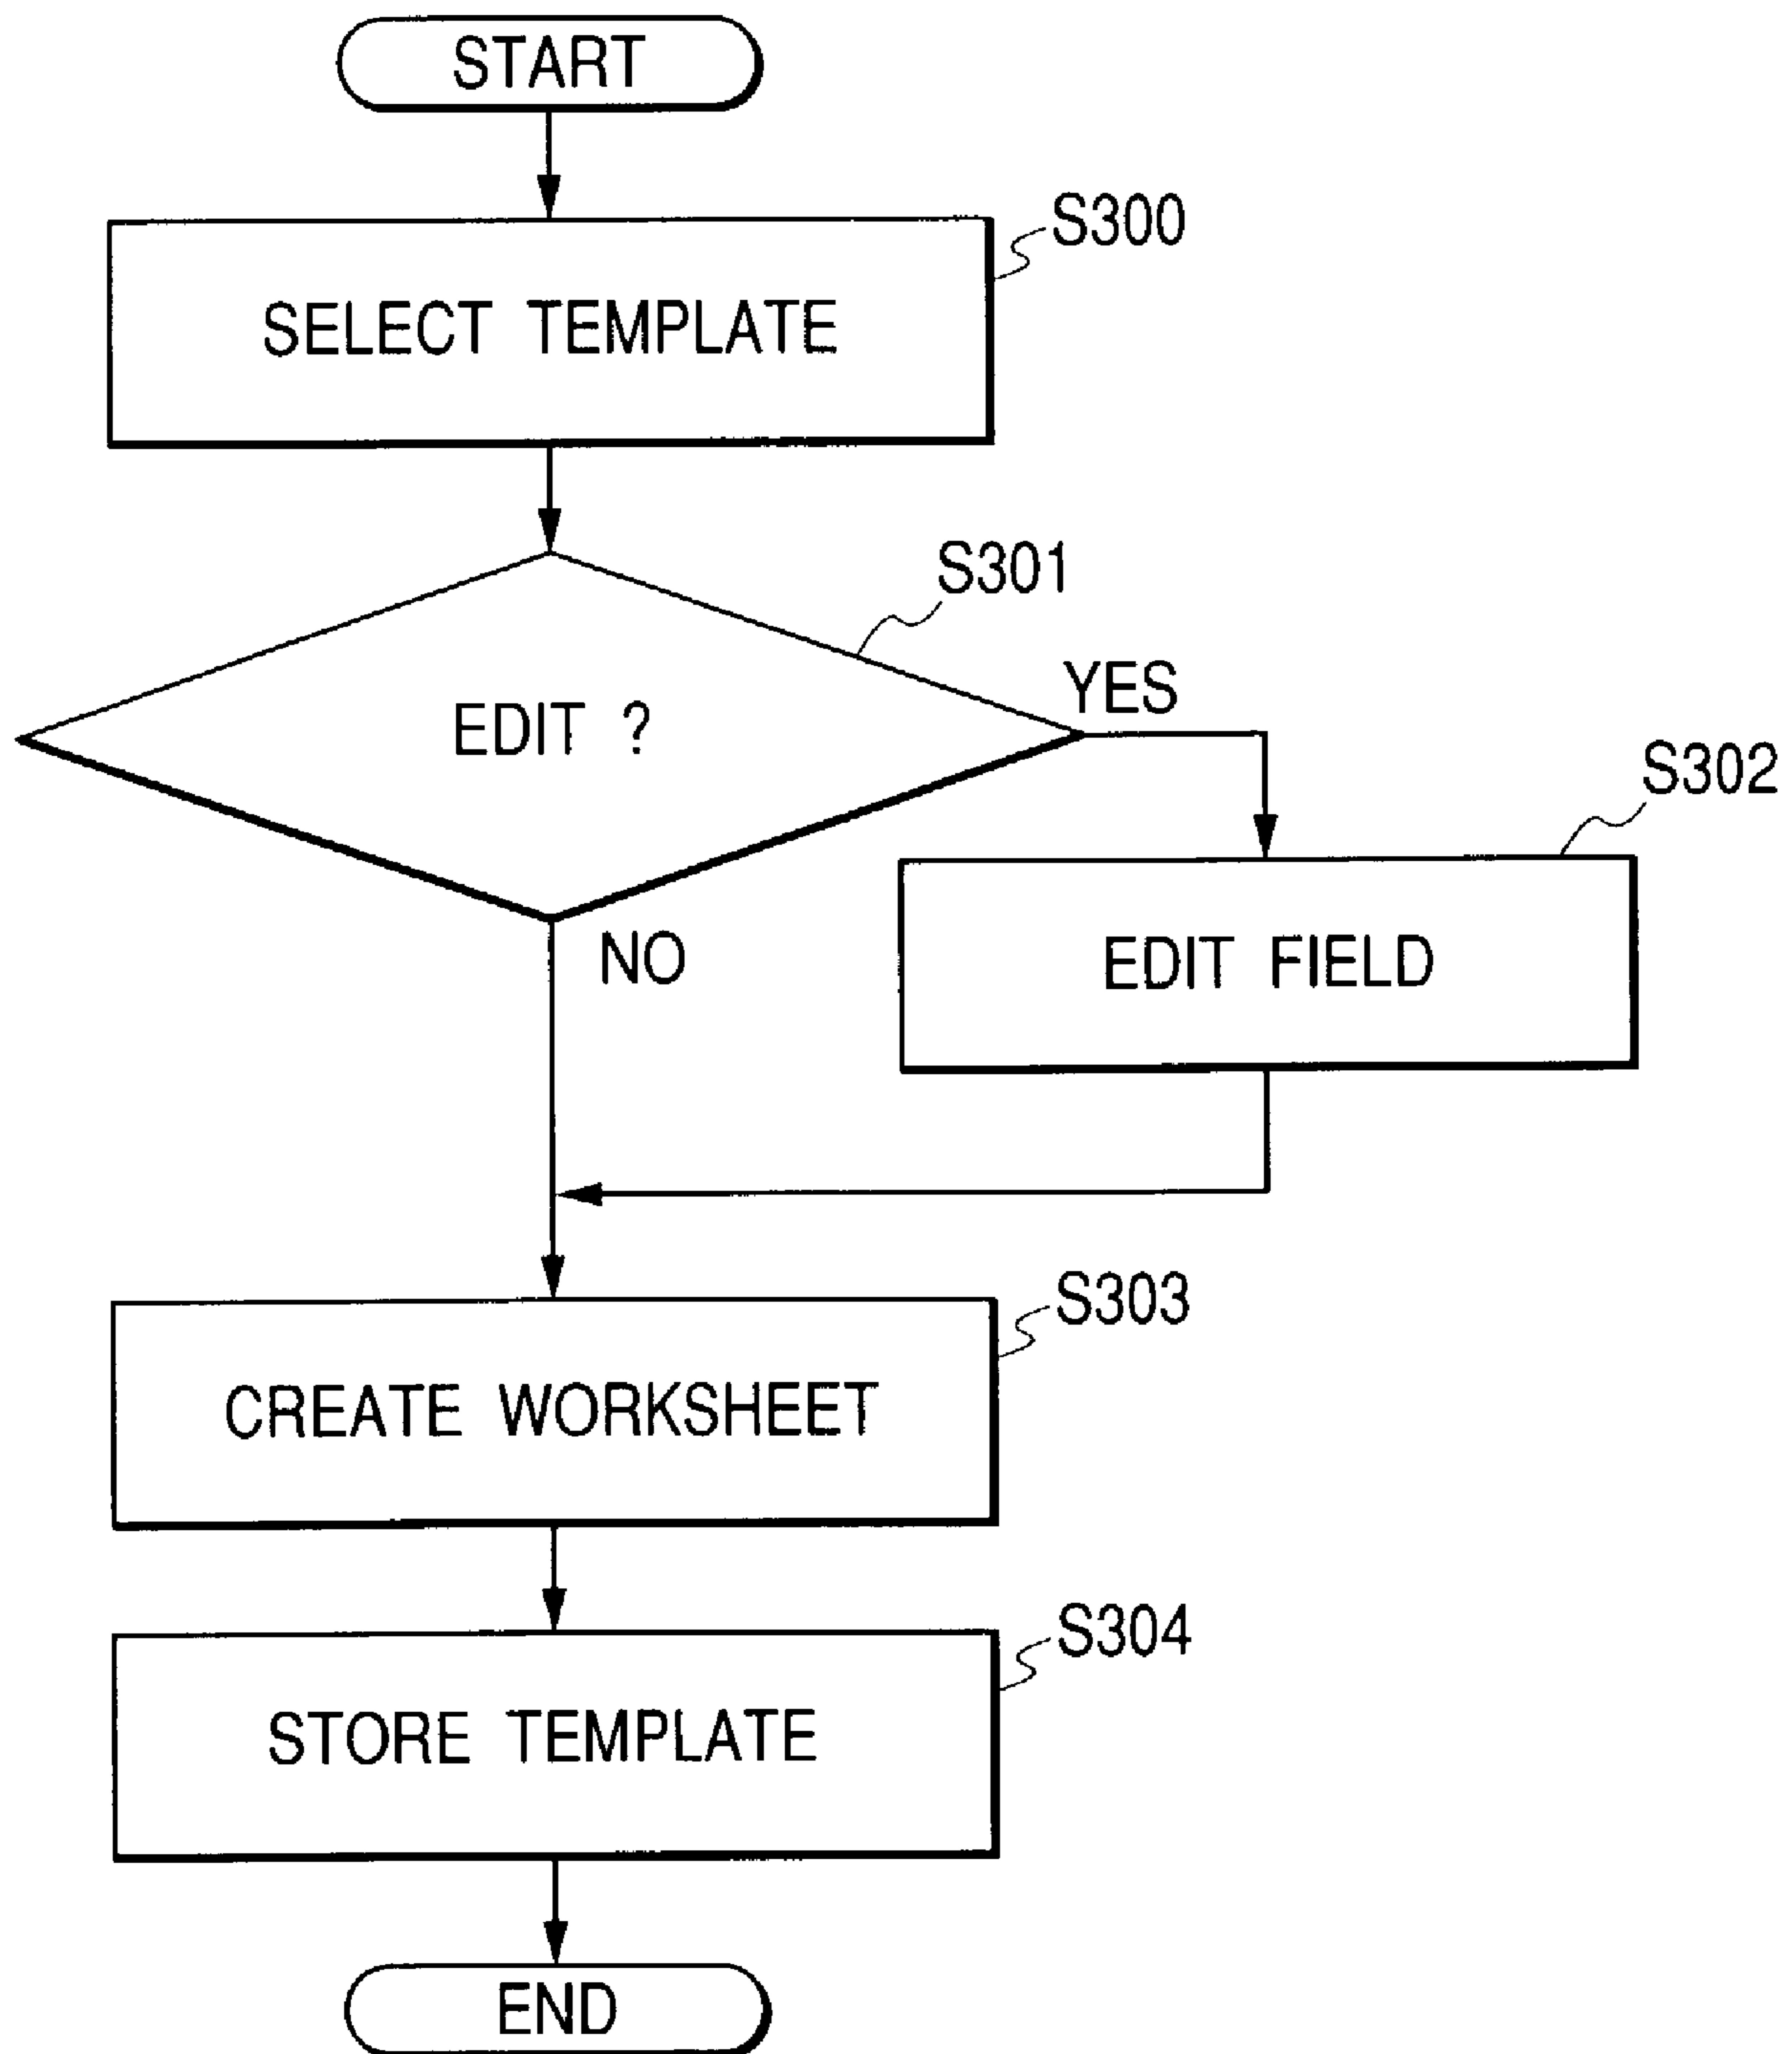 START
S300
SELECT TEMPLATE
S301
EDIT ?
YES
S302
NO
EDIT FIELD
S303
CREATE WORKSHEET
S304
STORE TEMPLATE
END